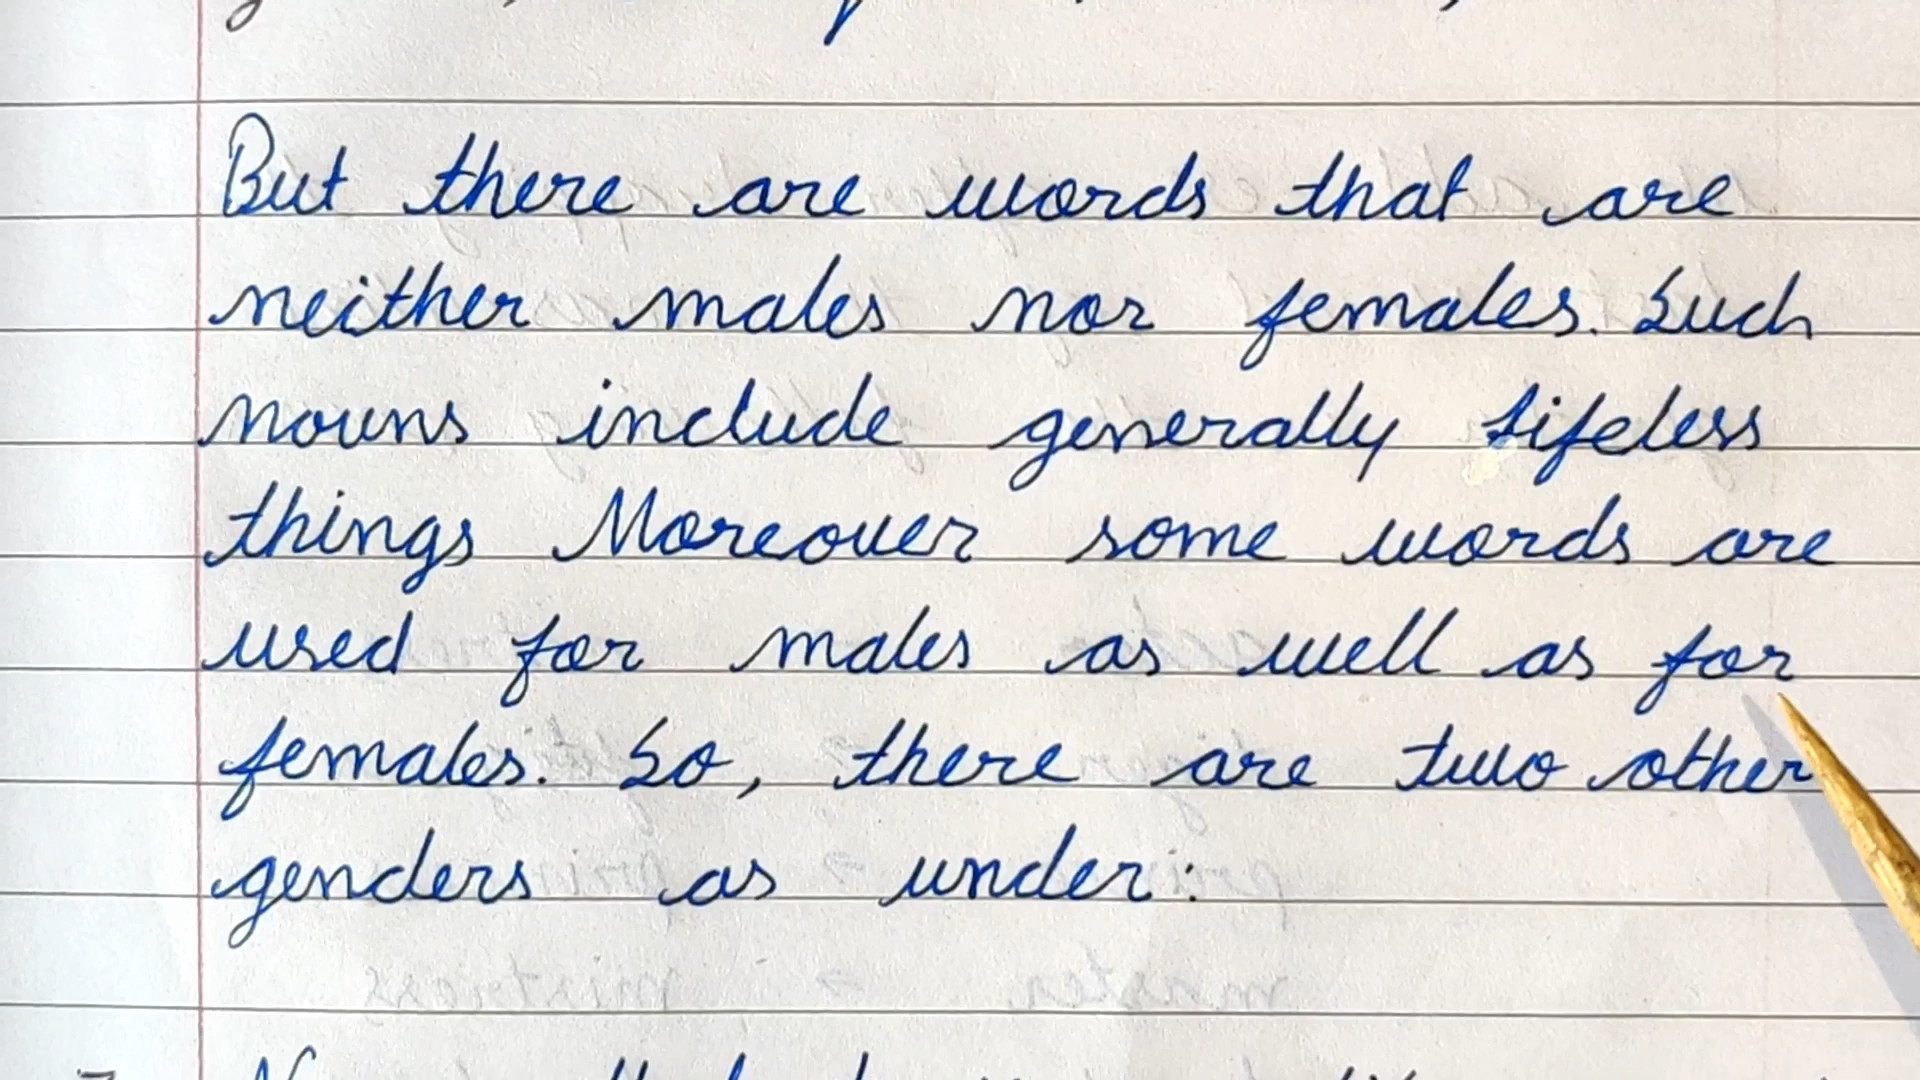 But there are words that are
neither males nor females. Such
nouns include generally lifeless
things Moreover some words are
used for males as well as for
females. So, there are two other
genders as under: